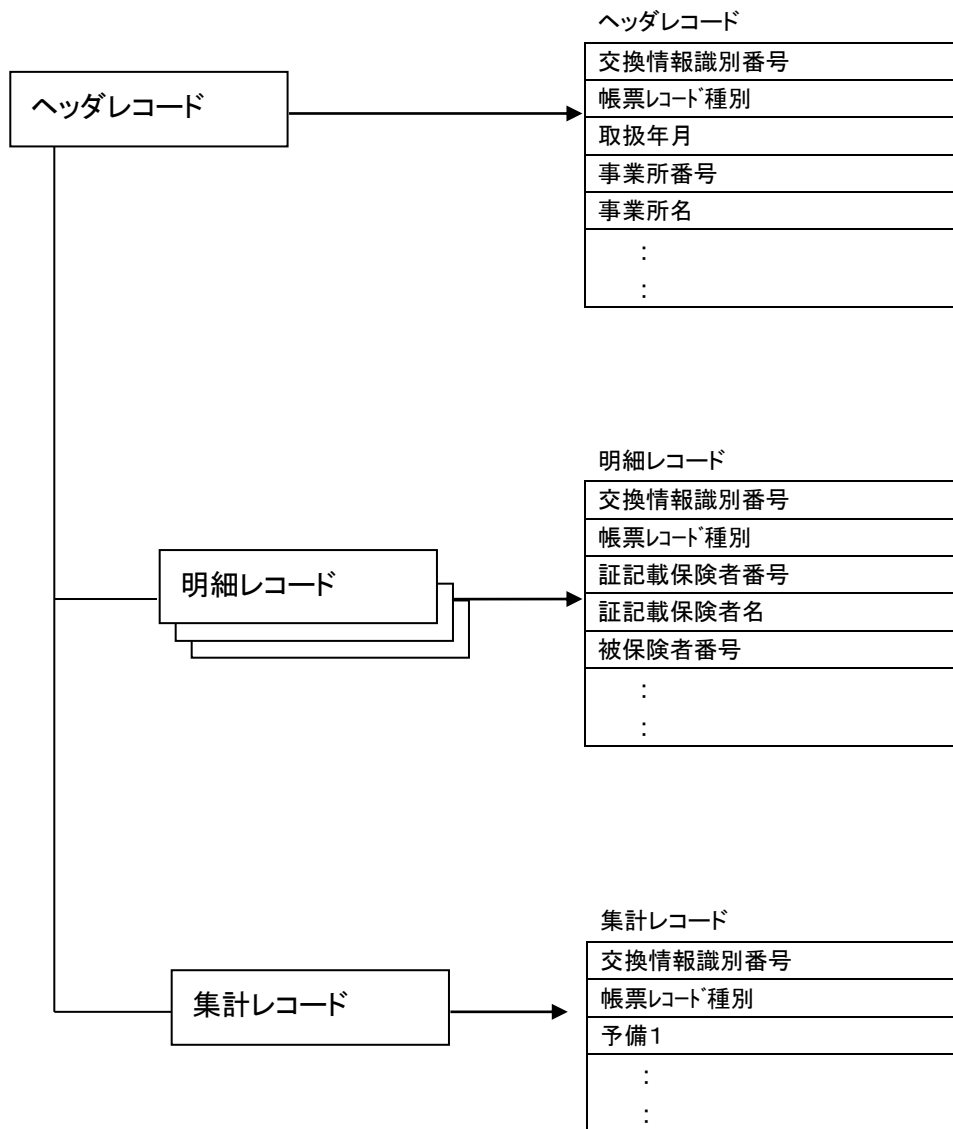 ヘッダレコード
ヘッダレコード
交換情報識別番号
帳票ﾚｺｰﾄﾞ種別
取扱年月
事業所番号
事業所名
:
:
明細レコード
明細レコード
交換情報識別番号
帳票ﾚｺｰﾄﾞ種別
証記載保険者番号
証記載保険者名
被保険者番号
:
:
集計レコード
集計レコード
交換情報識別番号
帳票ﾚｺｰﾄﾞ種別
予備１
:
: